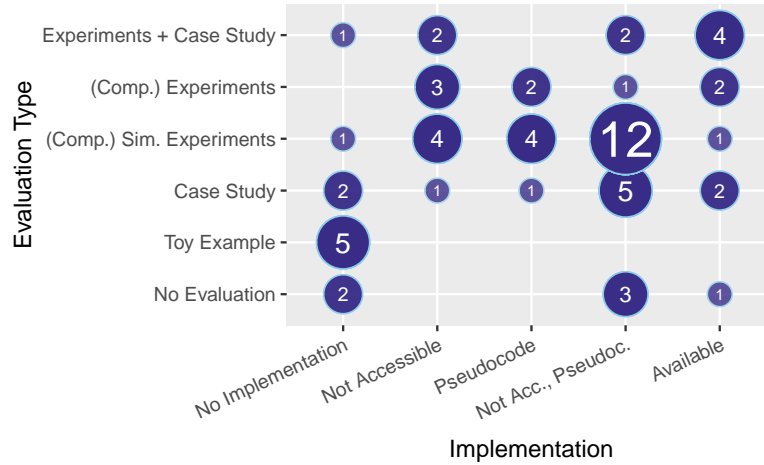 Evaluation Type
Experiments + Case Study 1 2 2 4
(Comp.) Experiments 3 2 1 2
(Comp.) Sim. Experiments 1 4 4 12 1
Case Study 2 1 1 5 2
Toy Example 5
No Evaluation 2 3 1
No Implementation
Not Accessible
Pseudocode
Not Acc., Pseudoc.
Available
Implementation